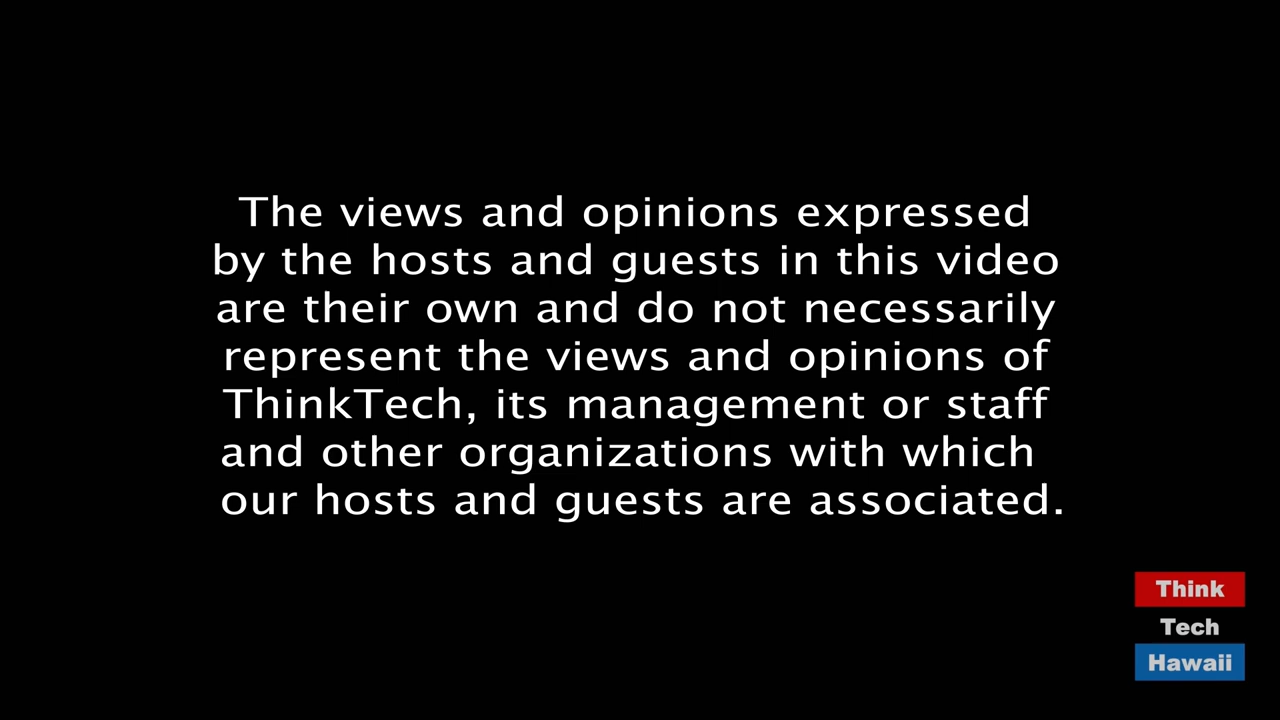 The views and opinions expressed
by the hosts and guests in this video
are their own and do not necessarily
represent the views and opinions of
ThinkTech, its management or staff
and other organizations with which
our hosts and guests are associated.
Think
Tech
Hawaii